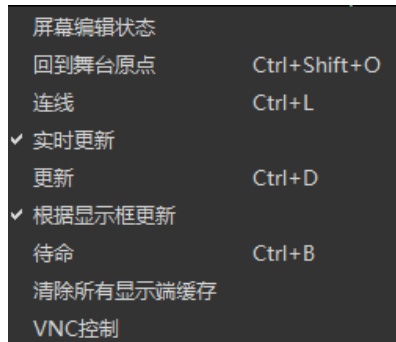 屏幕编辑状态
回到舞台原点 Ctrl+Shift+O
连线 Ctrl+L
实时更新
更新 Ctrl+D
根据显示框更新
待命 Ctrl+B
清除所有显示端缓存
VNC控制